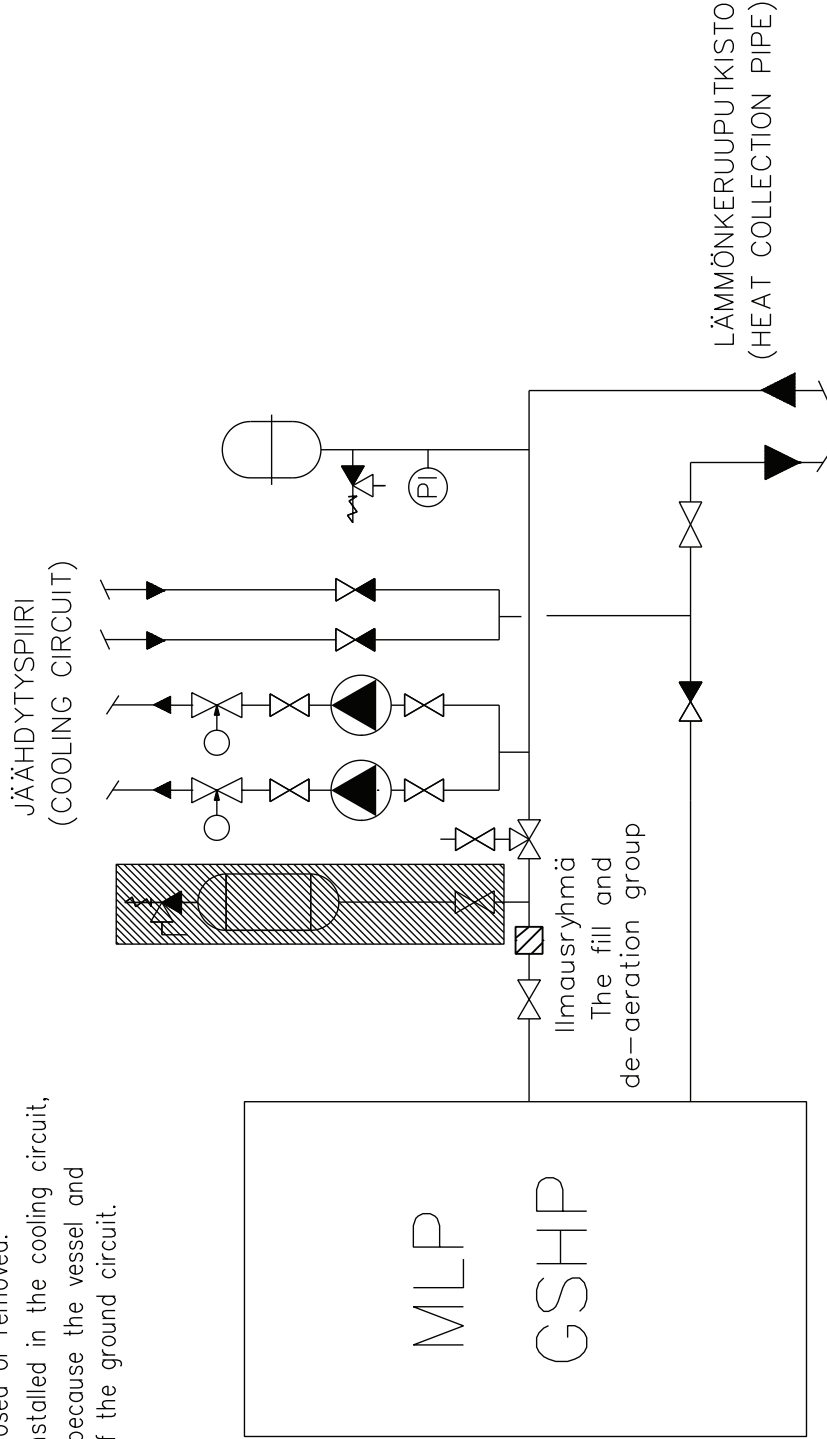 osed or removed.
nstalled in the cooling circuit,
because the vessel and
f the ground circuit.
JÄÄHDYTYSPIIRI
(COOLING CIRCUIT)
PI
Ilmausryhmä
The fill and
de-aeration group
MLP
GSHP
LÄMMÖNKERUUPUTKISTO
(HEAT COLLECTION PIPE)